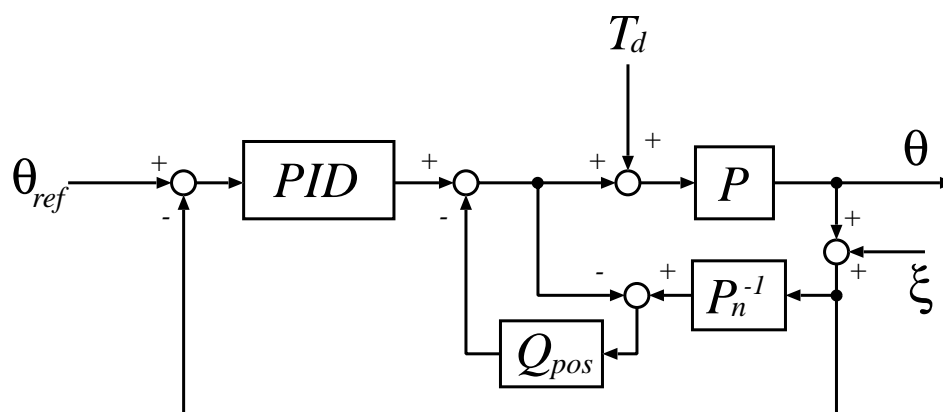 T_d
θ_ref
+
-
PID
+
-
+
+
P
θ
+
+
ξ
-
+
P_n^-1
Q_pos